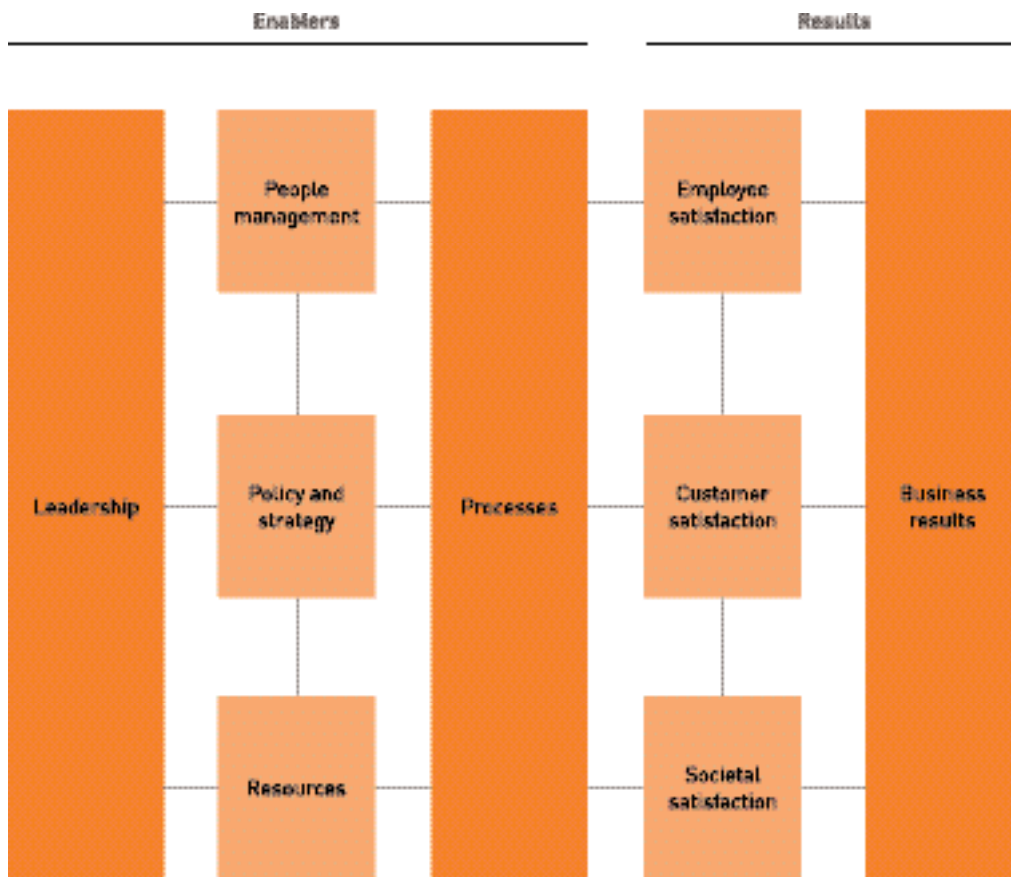 Enablers
Results
People
management
Employee
satisfaction
Leadership
Policy and
strategy
Processes
Customer
satisfaction
Business
results
Resources
Societal
satisfaction